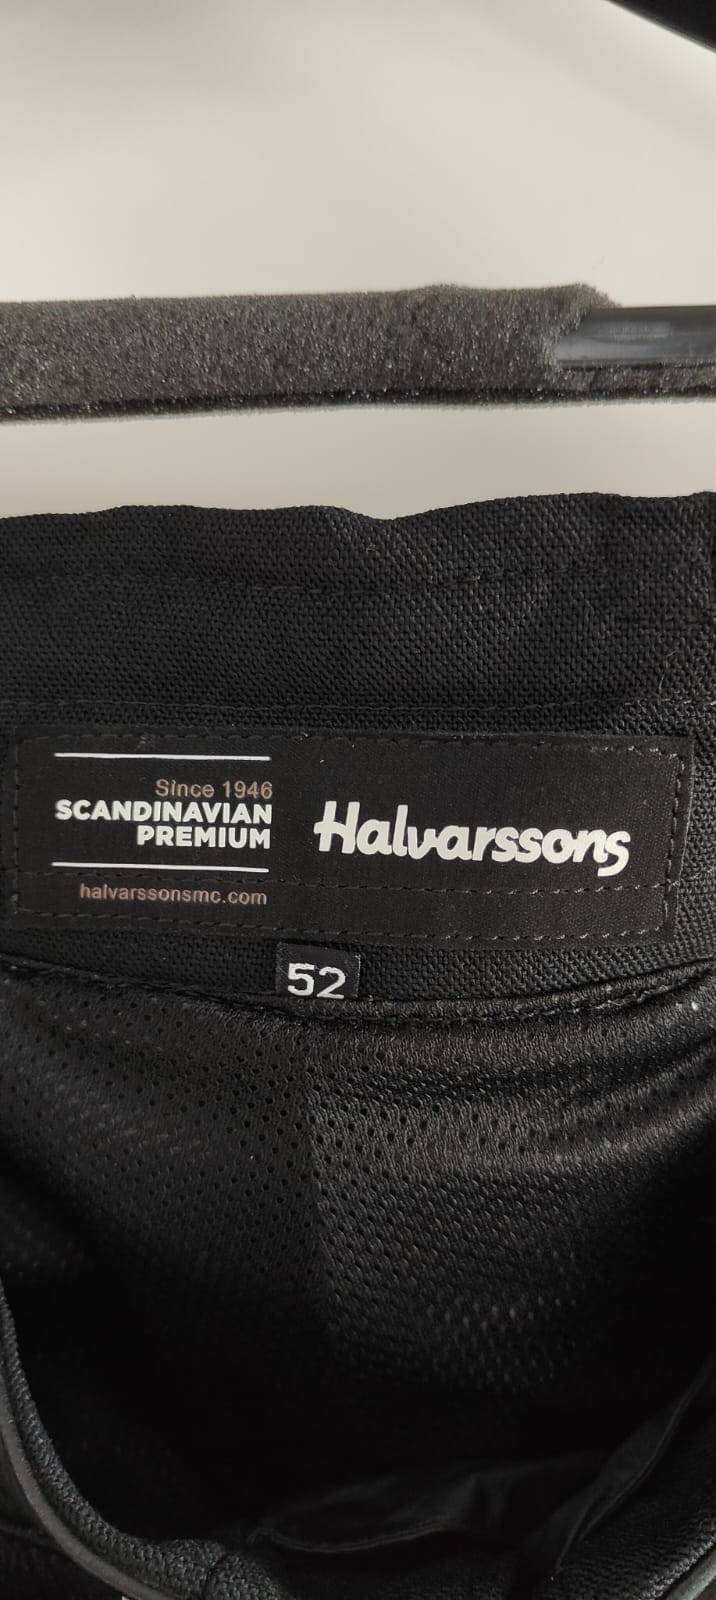 Since 1946
SCANDINAVIAN
PREMIUM
halvarssonsmc.com
Halvarssons
52